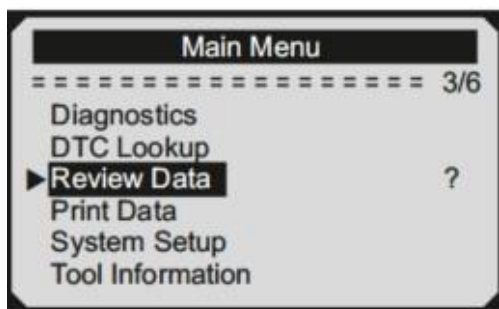 Main Menu
= = = = = = = = = = = = = = = = = = 3/6
Diagnostics
DTC Lookup
▶Review Data ?
Print Data
System Setup
Tool Information